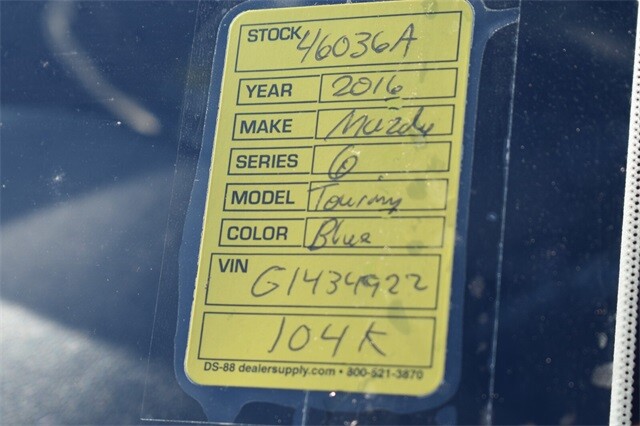 STOCK 46036A
YEAR 2016
MAKE Mazda
SERIES 6
MODEL Touring
COLOR Blue
VIN G1434922
104K
DS-88 dealersupply.com • 800-521-3870